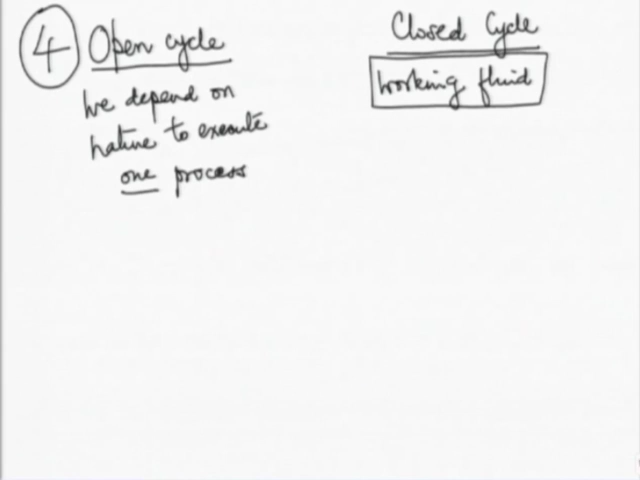 4
Open cycle
We depend on
nature to execute
one process
Closed Cycle
Working fluid